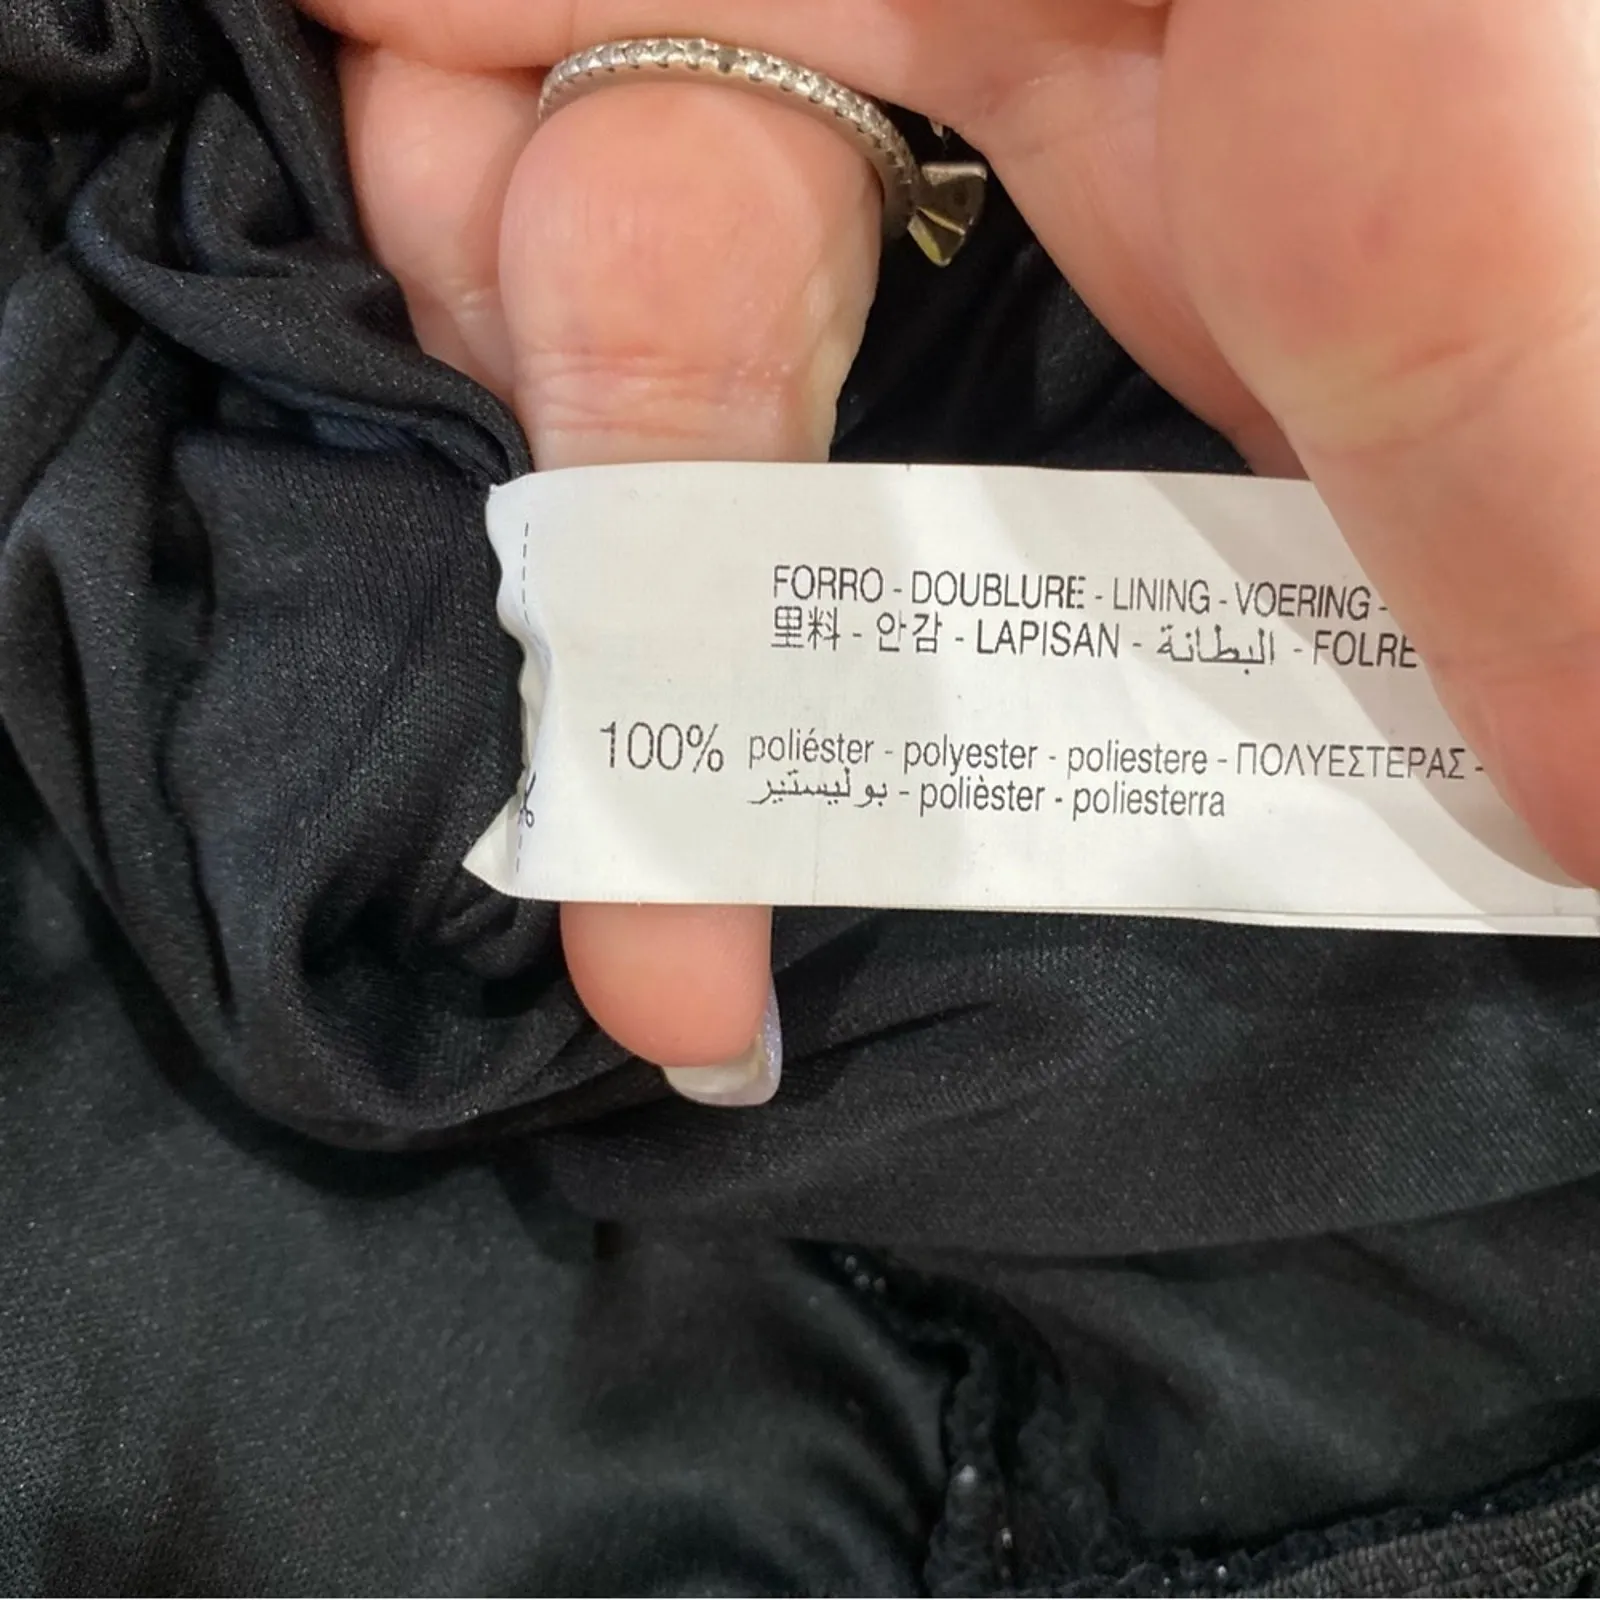 FORRO - DOUBLURE - LINING - VOERING -
里料 - 안감 - LAPISAN - البطانة - FOLRE
100% poliéster - polyester - poliestere - ΠΟΛΥΕΣΤΕΡΑΣ -
بوليستير - polièster - poliesterra